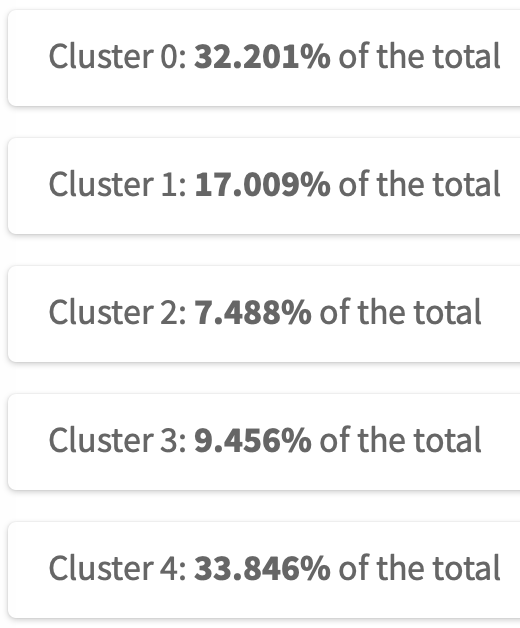 Cluster 0: 32.201% of the total
Cluster 1: 17.009% of the total
Cluster 2: 7.488% of the total
Cluster 3: 9.456% of the total
Cluster 4: 33.846% of the total